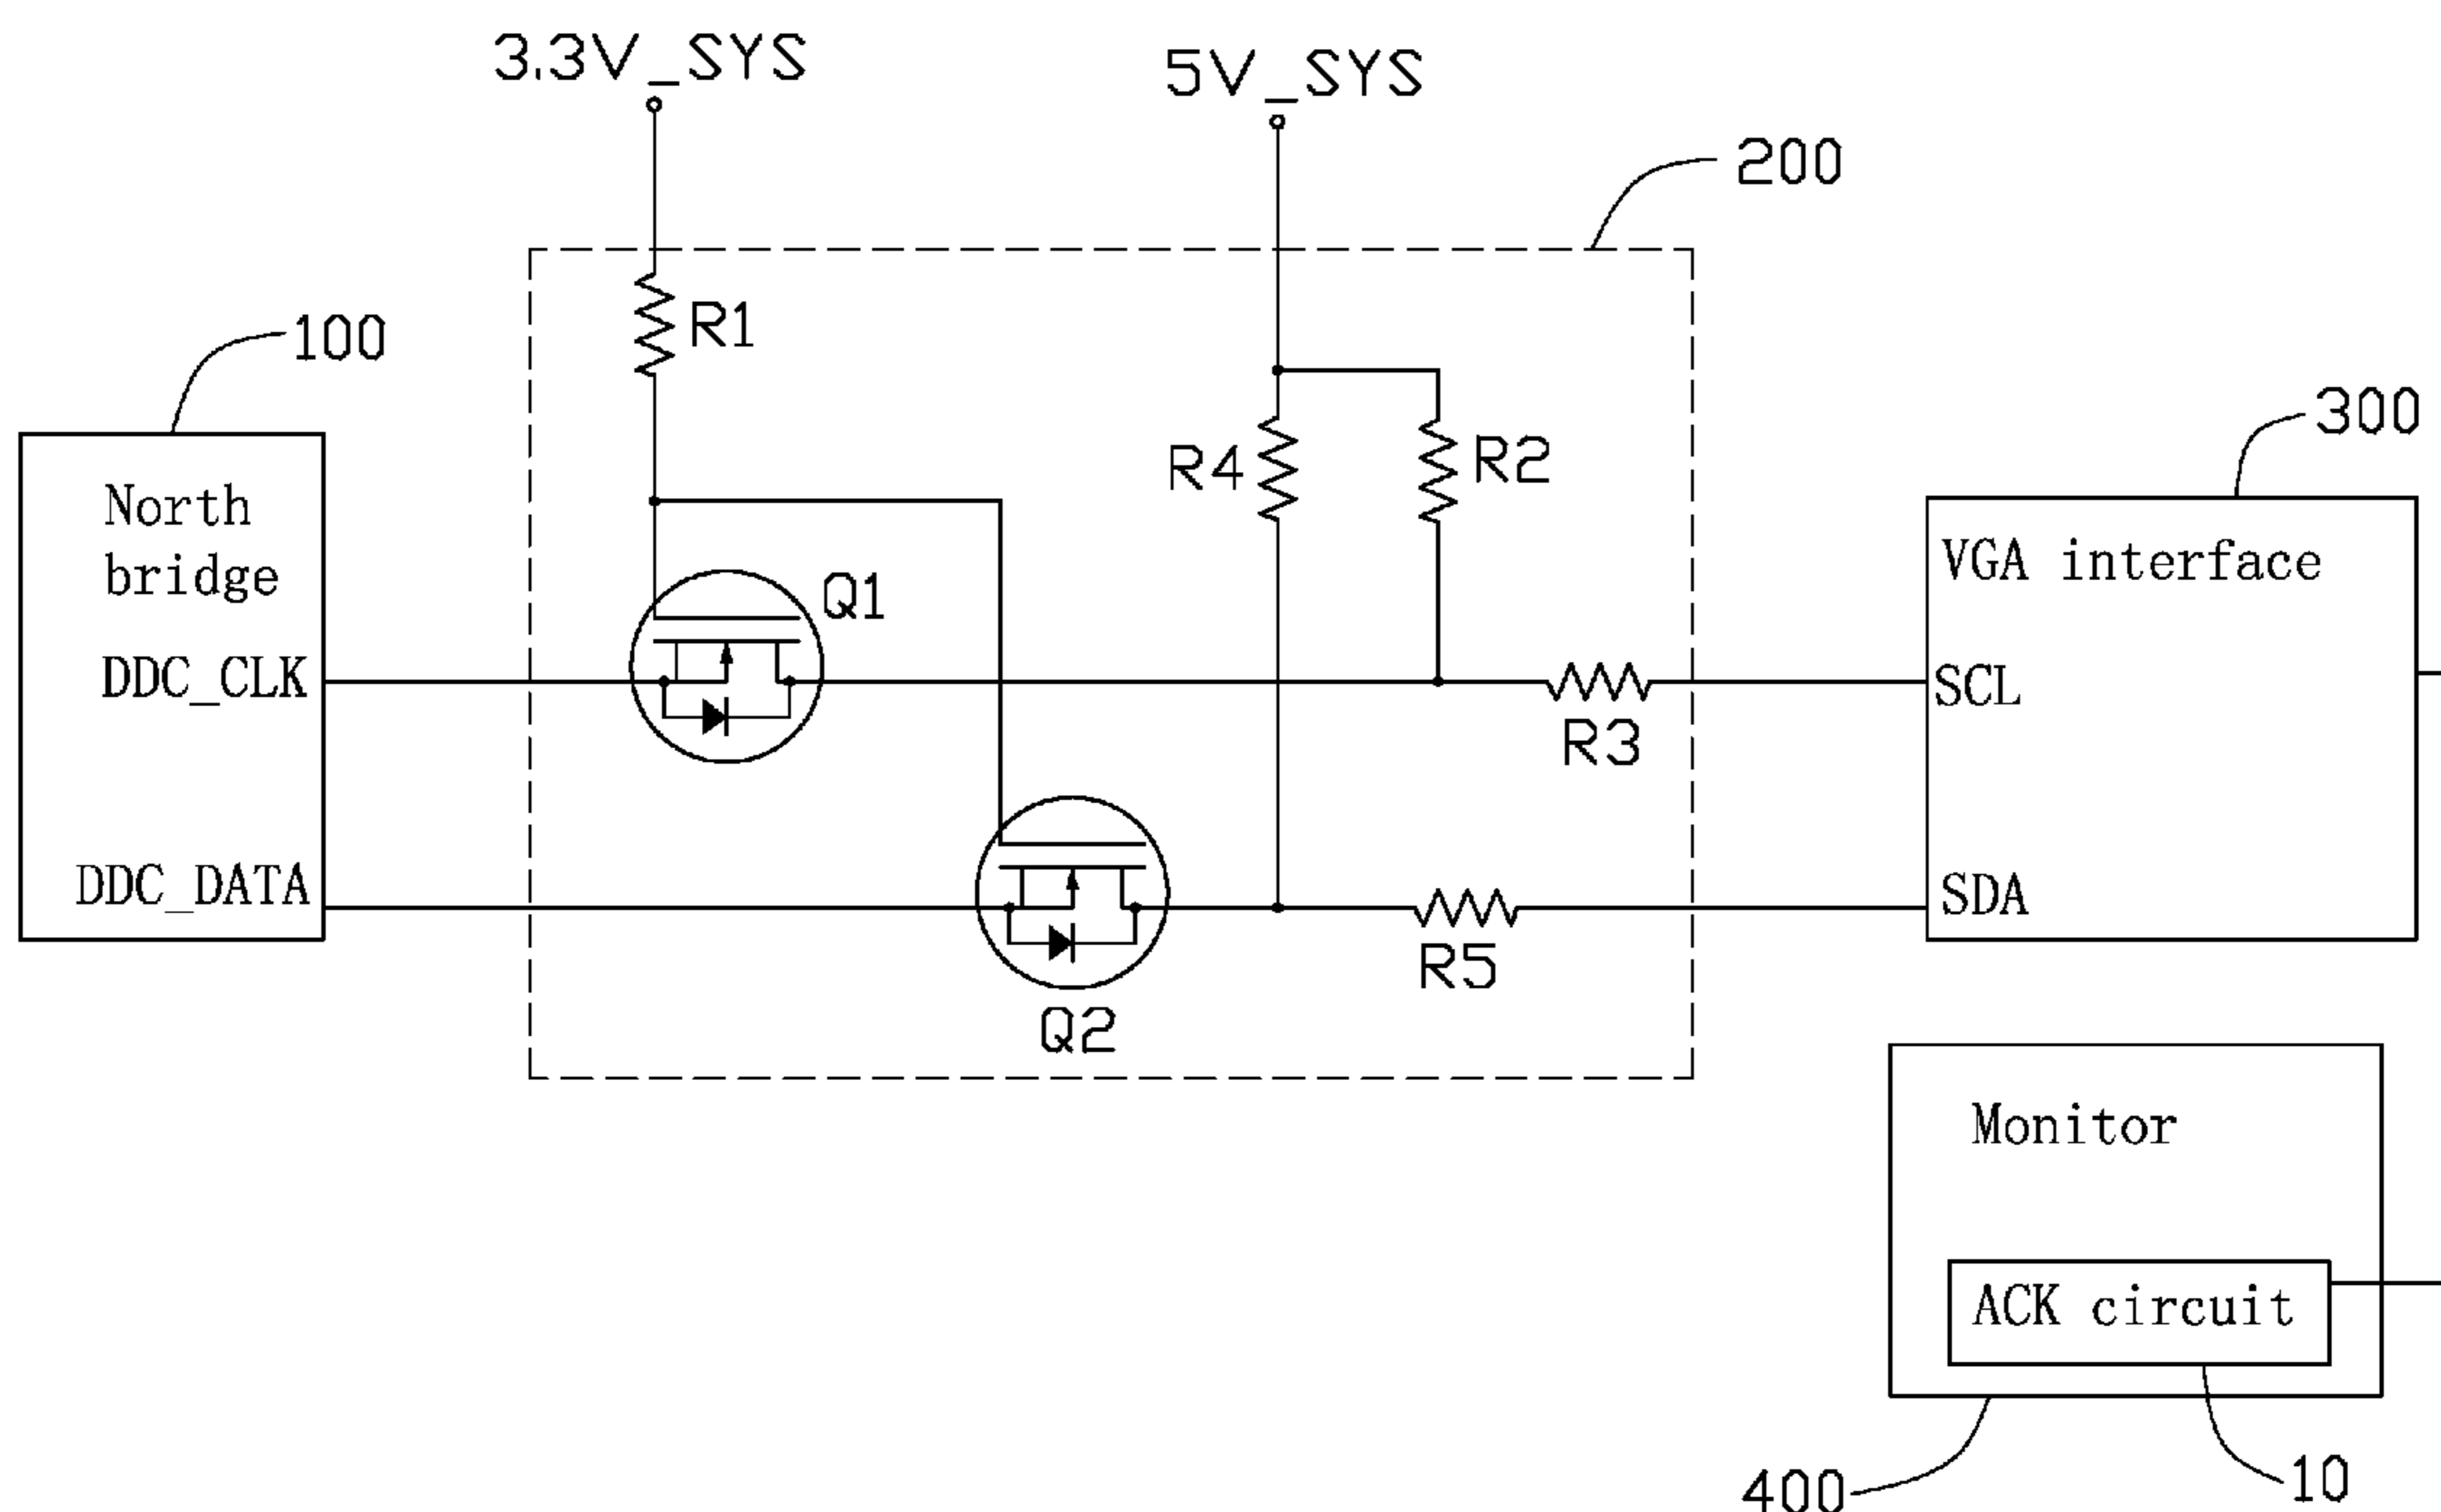 3.3V_SYS
5V_SYS
200
100
R1
300
R4
R2
North
bridge
VGA interface
Q1
DDC_CLK
SCL
R3
DDC_DATA
SDA
R5
Q2
Monitor
ACK circuit
400
10